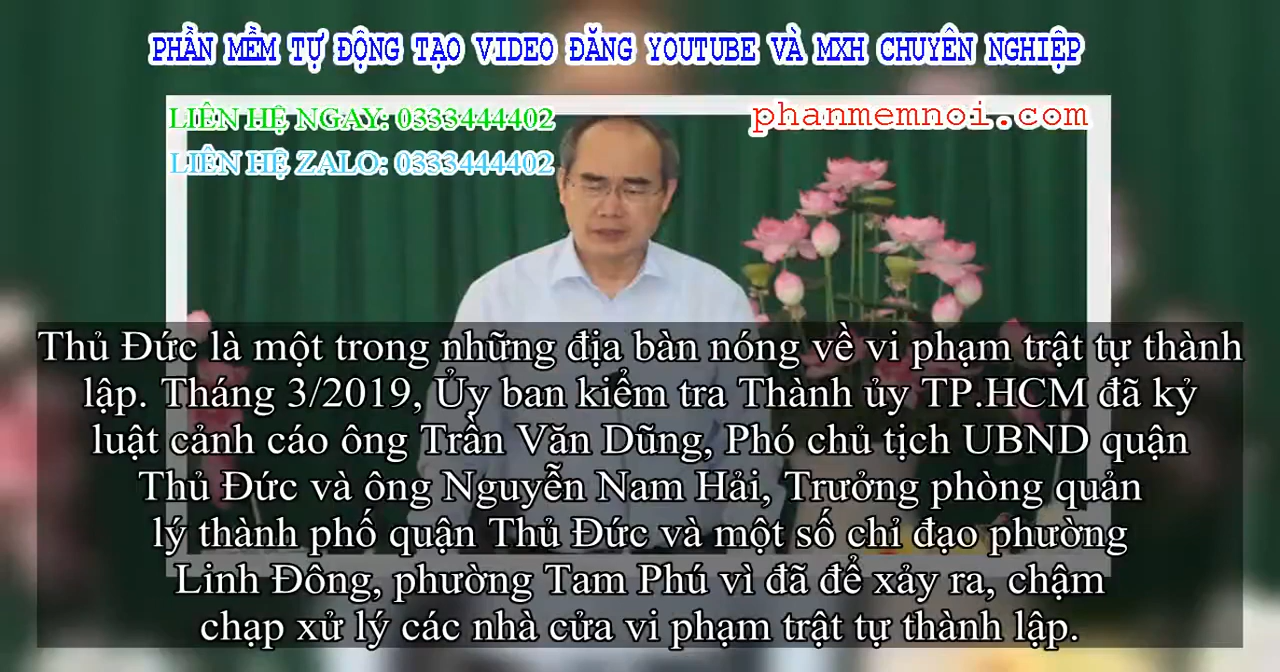 PHẦN MỀM TỰ ĐỘNG TẠO VIDEO ĐĂNG YOUTUBE VÀ MXH CHUYÊN NGHIỆP
LIÊN HỆ NGAY: 0333444402
phanmemnoi.com
LIÊN HỆ ZALO: 0333444402
Thủ Đức là một trong những địa bàn nóng về vi phạm trật tự thành
lập. Tháng 3/2019, Ủy ban kiểm tra Thành ủy TP.HCM đã kỷ
luật cảnh cáo ông Trần Văn Dũng, Phó chủ tịch UBND quận
Thủ Đức và ông Nguyễn Nam Hải, Trưởng phòng quản
lý thành phố quận Thủ Đức và một số chỉ đạo phường
Linh Đông, phường Tam Phú vì đã để xảy ra, chậm
chạp xử lý các nhà cửa vi phạm trật tự thành lập.